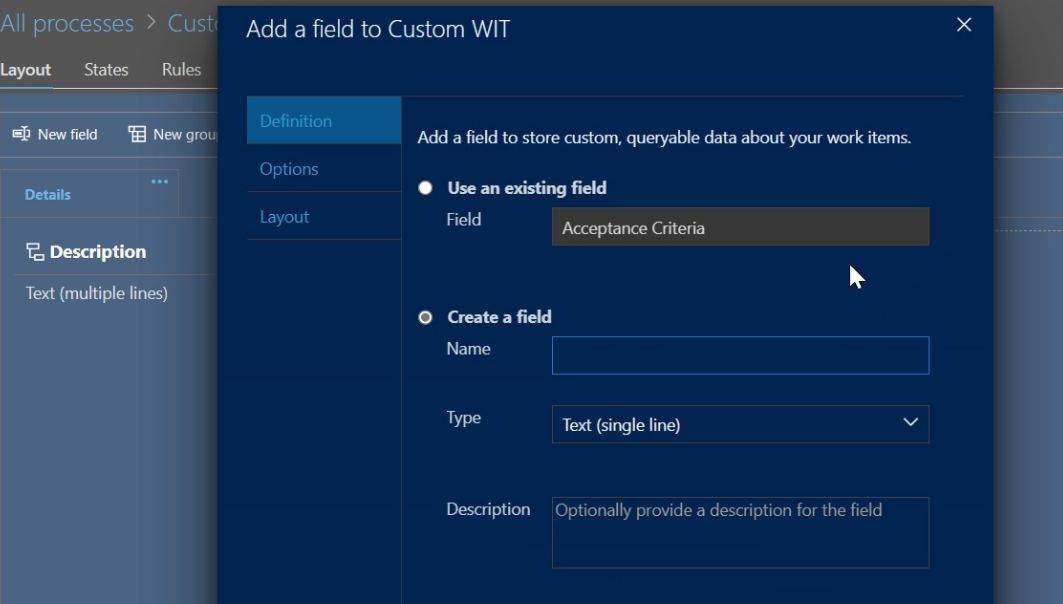 All processes > Custo
Add a field to Custom WIT
Layout States Rules
New field New grou
Definition
Options
Layout
Details
Description
Text (multiple lines)
Add a field to store custom, queryable data about your work items.
Use an existing field
Field Acceptance Criteria
Create a field
Name
Type Text (single line)
Description Optionally provide a description for the field